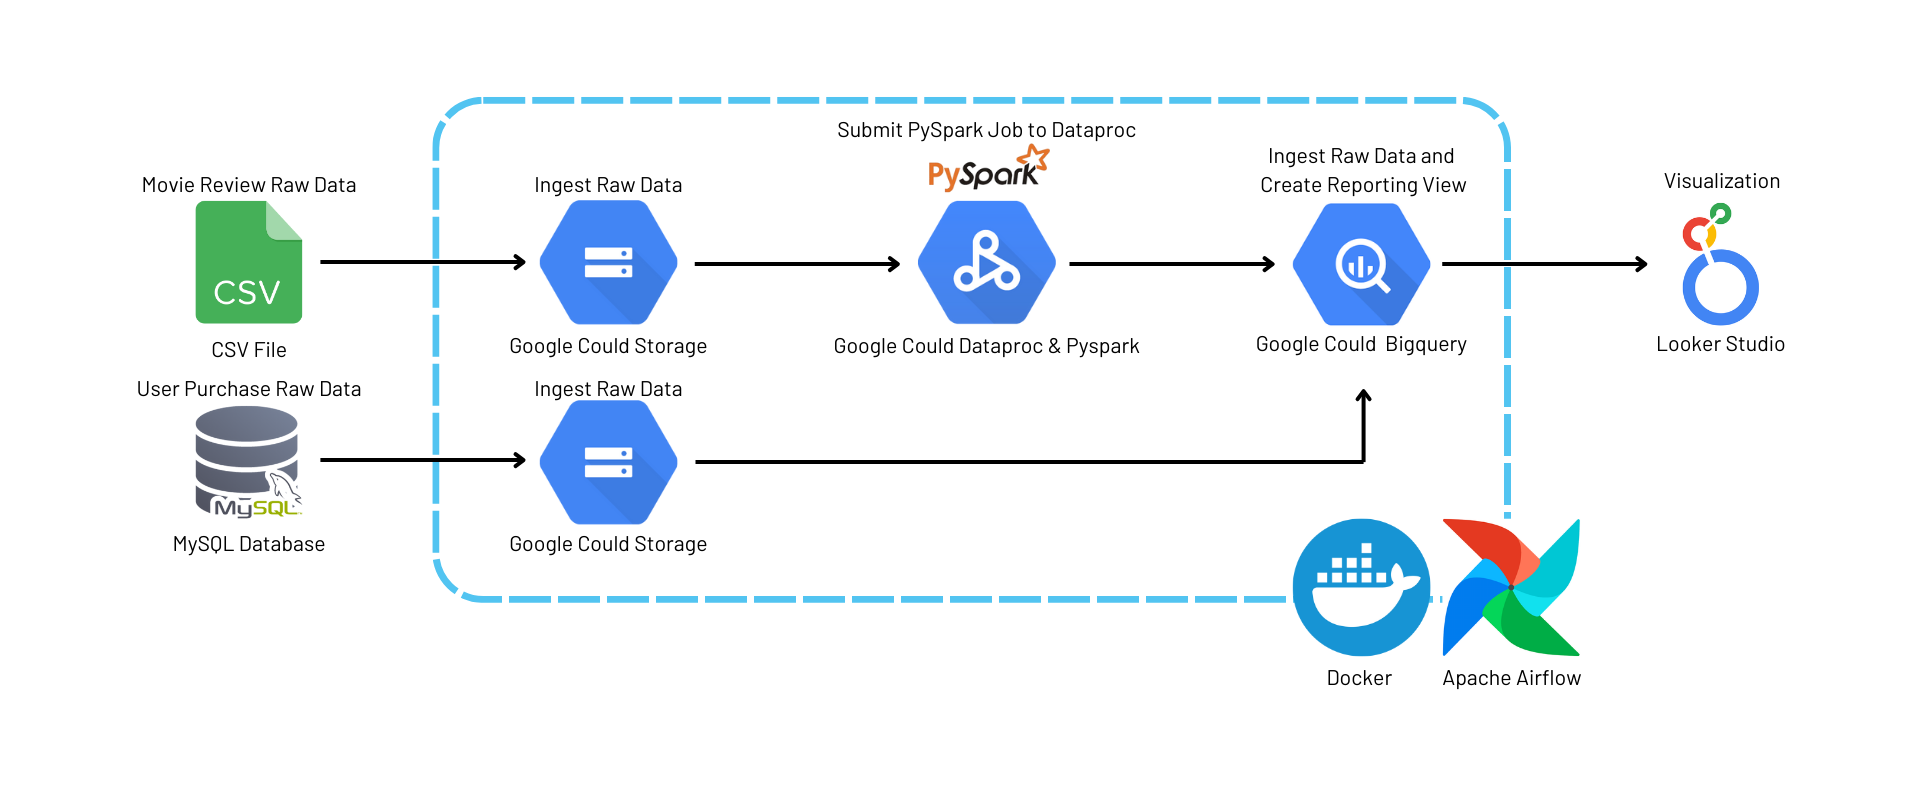 Submit PySpark Job to Dataproc
PySpark
Ingest Raw Data and
Create Reporting View
Movie Review Raw Data
Ingest Raw Data
Visualization
CSV
CSV File
Google Could Storage
Google Could Dataproc & Pyspark
Google Could Bigquery
Looker Studio
User Purchase Raw Data
Ingest Raw Data
MySQL
MySQL Database
Google Could Storage
Docker
Apache Airflow